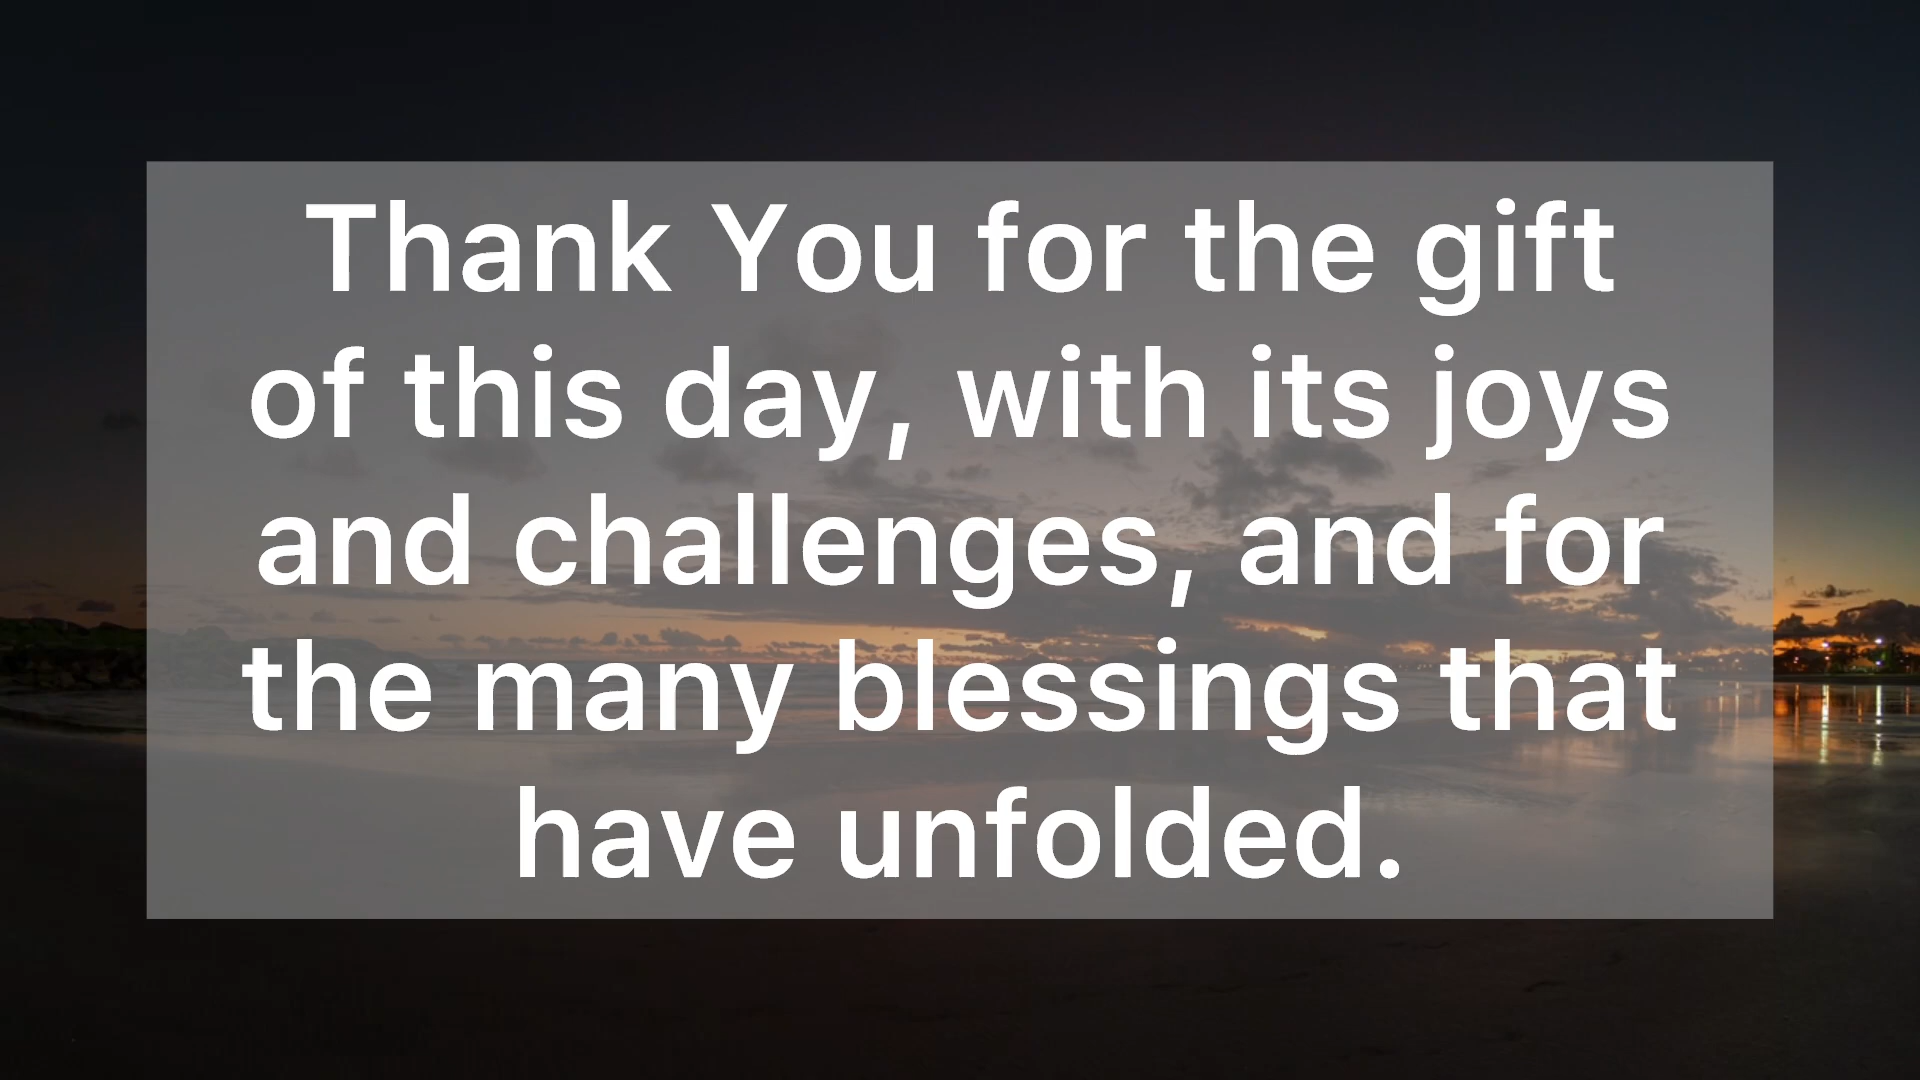 Thank You for the gift
of this day, with its joys
and challenges, and for
the many blessings that
have unfolded.